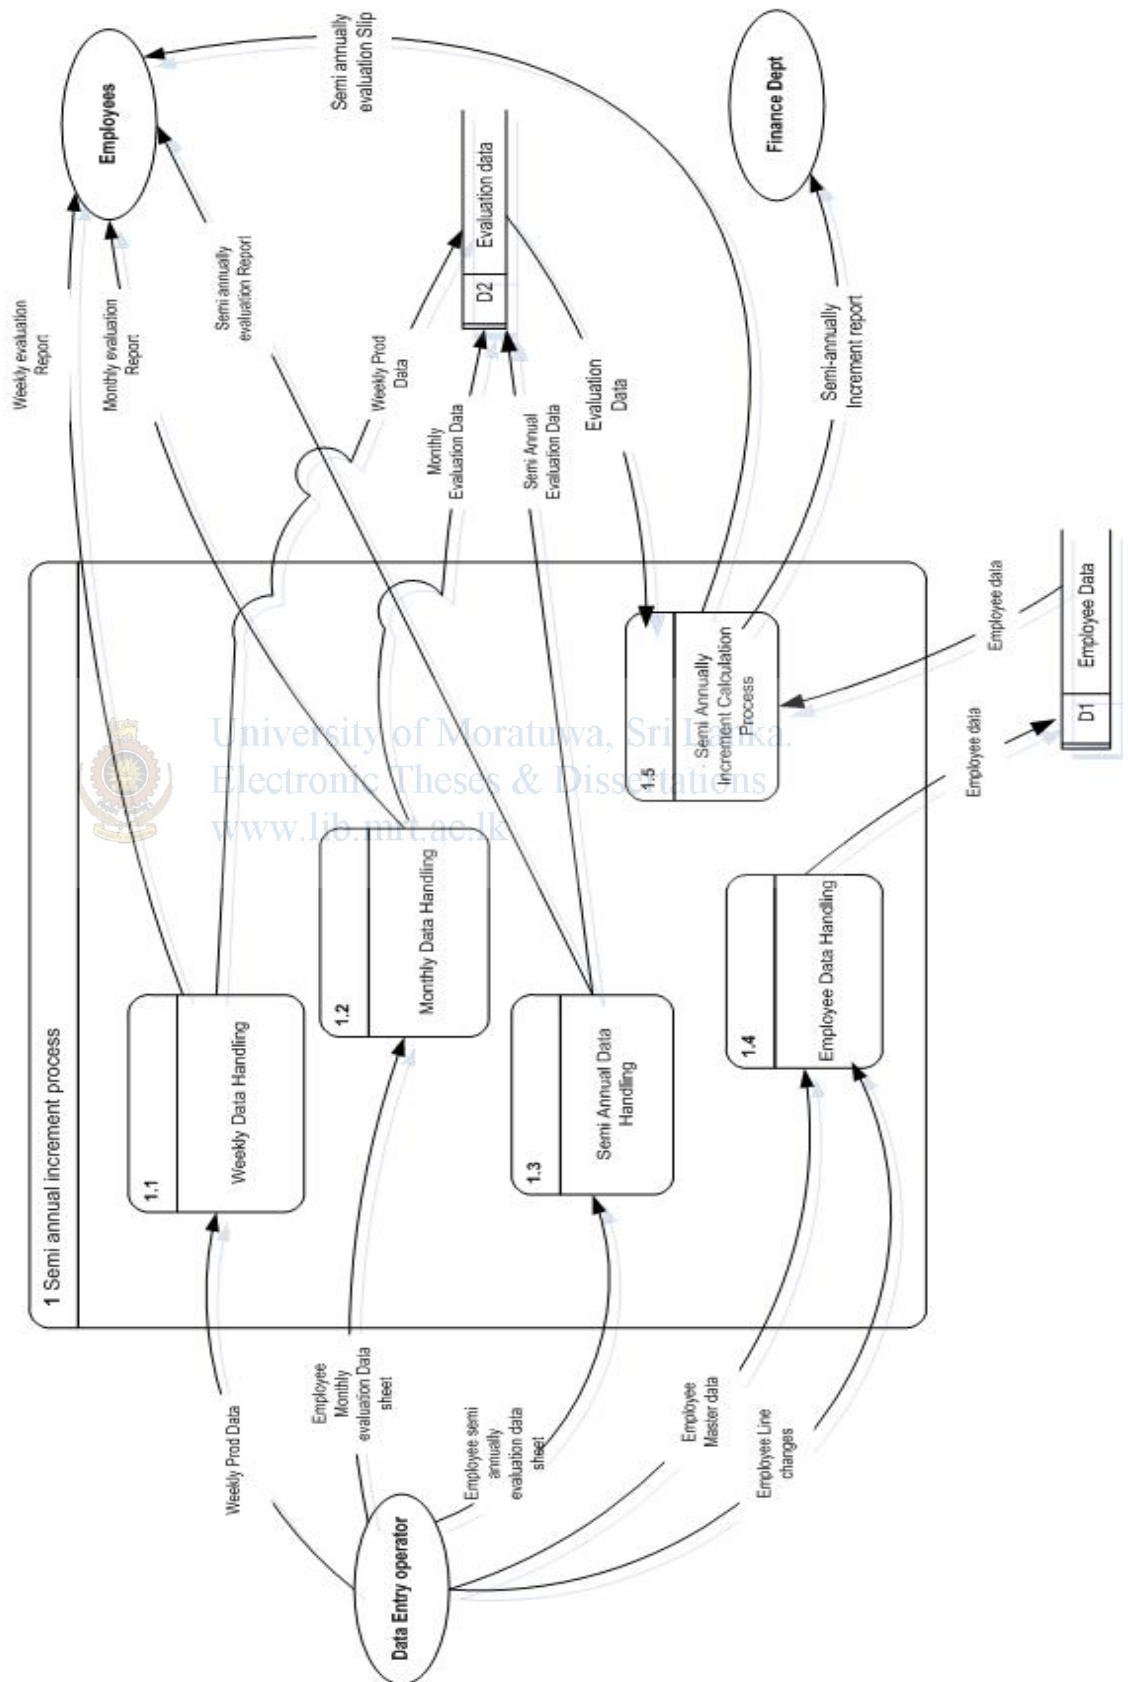 1 Semi annual increment process
Data Entry operator
Weekly Prod Data
Employee
Monthly
evaluation Data
sheet
Employee semi
annually
evaluation data
sheet
Employee
Master data
Employee Line
changes
1.1
Weekly Data Handling
1.2
Monthly Data Handling
1.3
Semi Annual Data
Handling
1.4
Employee Data Handling
1.5
Semi Annually
Increment Calculation
Process
Weekly evaluation
Report
Monthly evaluation
Report
Semi annually
evaluation Report
Weekly Prod
Data
Monthly
Evaluation Data
Semi Annual
Evaluation Data
Evaluation
Data
Semi annually
evaluation Slip
Semi-annually
Increment report
Employee data
Employee data
D1
Employee Data
D2
Evaluation data
Employees
Finance Dept
University of Moratuwa, Sri Lanka.
Electronic Theses & Dissertations
www.lib.mrt.ac.lk